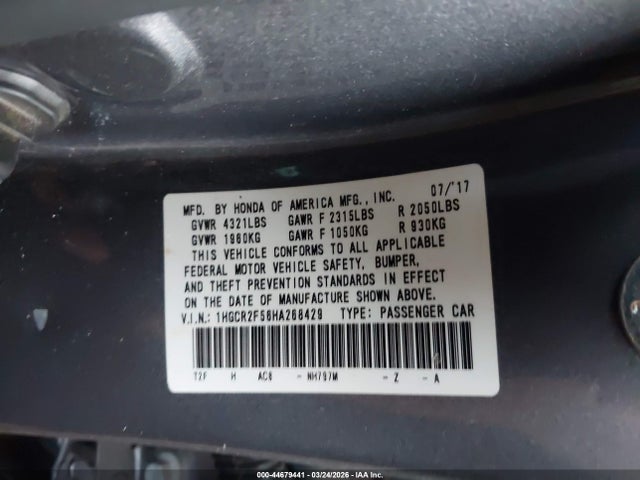 MFD. BY HONDA OF AMERICA MFG., INC. 07/'17
GVWR 4321LBS GAWR F 2315LBS R 2050LBS
GVWR 1960KG GAWR F 1050KG R 930KG
THIS VEHICLE CONFORMS TO ALL APPLICABLE
FEDERAL MOTOR VEHICLE SAFETY, BUMPER,
AND THEFT PREVENTION STANDARDS IN EFFECT
ON THE DATE OF MANUFACTURE SHOWN ABOVE.
V.I.N.: 1HGCR2F58HA268429 TYPE: PASSENGER CAR
T2F H AC8 - NH797M - Z - A
000-44679441 - 03/24/2026 - IAA Inc.